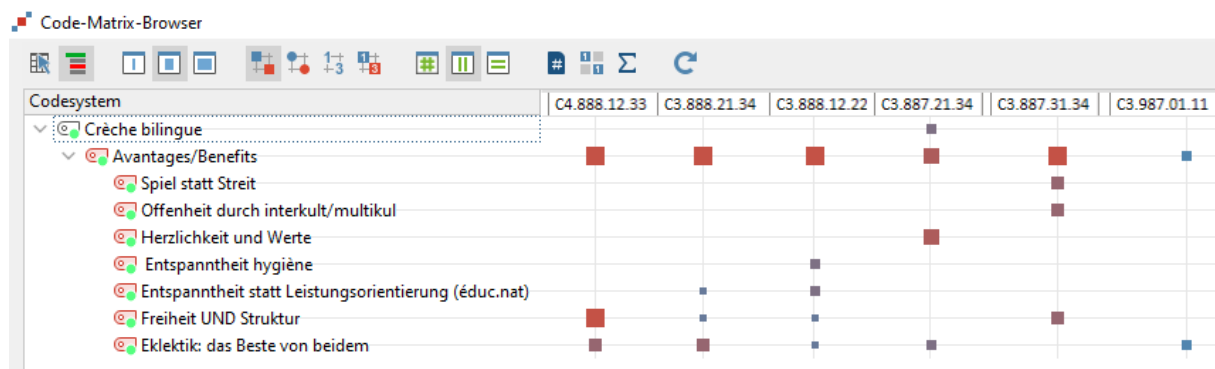 Code-Matrix-Browser
Codesystem C4.888.12.33 C3.888.21.34 C3.888.12.22 C3.887.21.34 C3.887.31.34 C3.987.01.11
Crèche bilingue
Avantages/Benefits
Spiel statt Streit
Offenheit durch interkult/multikul
Herzlichkeit und Werte
Entspanntheit hygiène
Entspanntheit statt Leistungsorientierung (éduc.nat)
Freiheit UND Struktur
Eklektik: das Beste von beidem